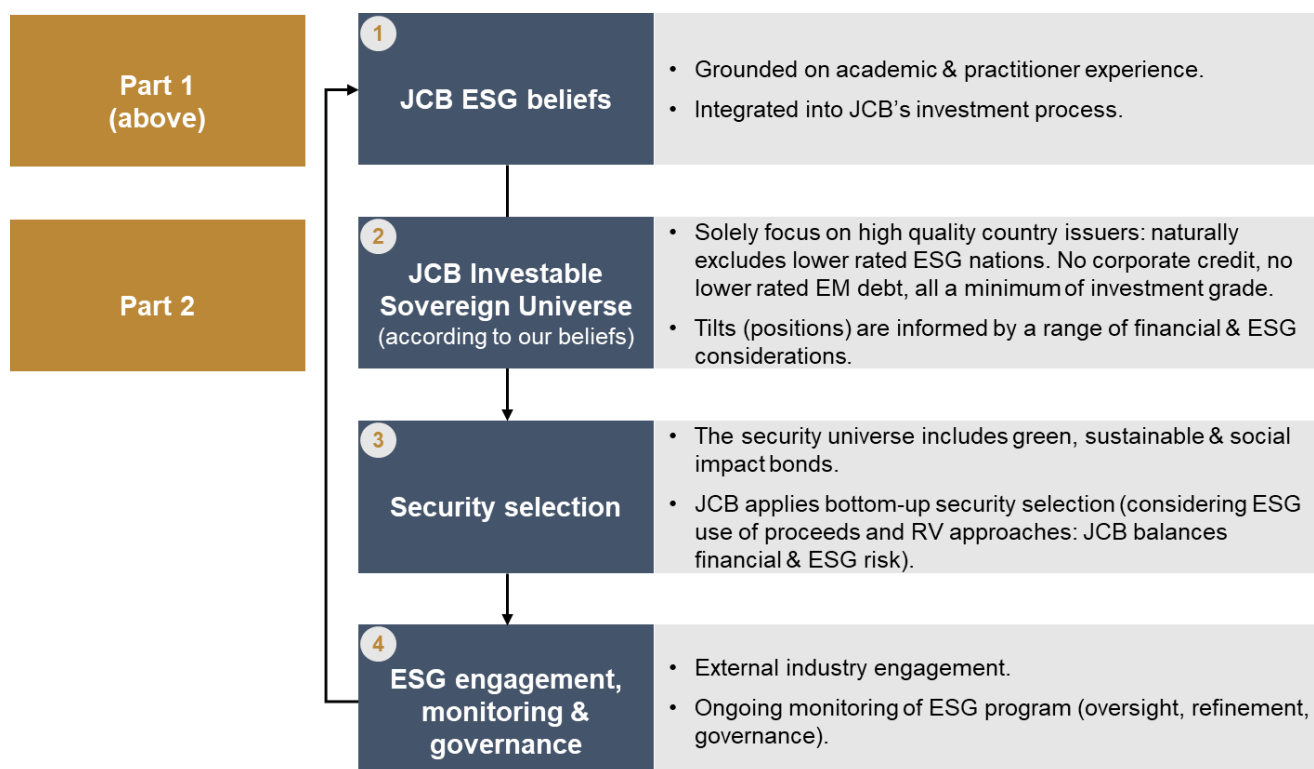 Part 1
(above)
1
JCB ESG beliefs
• Grounded on academic & practitioner experience.
• Integrated into JCB's investment process.
Part 2
2
JCB Investable
Sovereign Universe
(according to our beliefs)
• Solely focus on high quality country issuers: naturally
excludes lower rated ESG nations. No corporate credit, no
lower rated EM debt, all a minimum of investment grade.
• Tilts (positions) are informed by a range of financial & ESG
considerations.
3
Security selection
• The security universe includes green, sustainable & social
impact bonds.
• JCB applies bottom-up security selection (considering ESG
use of proceeds and RV approaches: JCB balances
financial & ESG risk).
4
ESG engagement,
monitoring &
governance
• External industry engagement.
• Ongoing monitoring of ESG program (oversight, refinement,
governance).